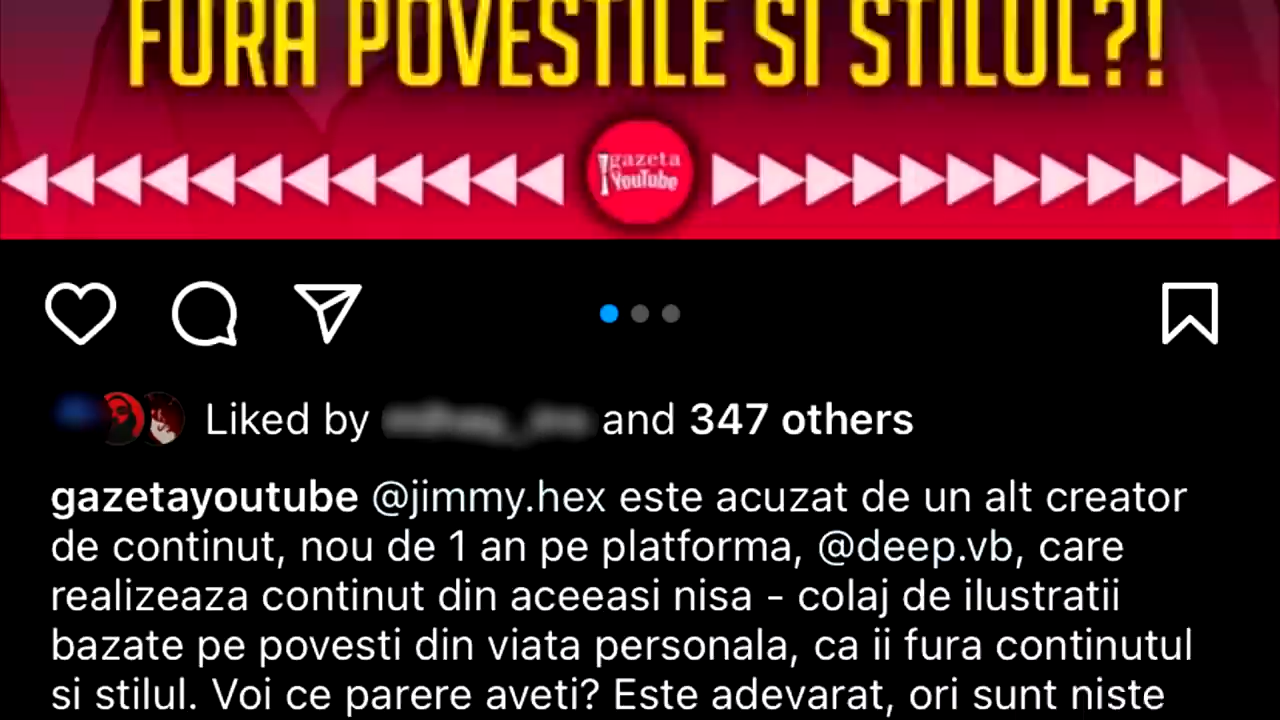 FURA POVESTILE SI STILUL?!
gazeta
YouTube
Liked by and 347 others
gazetayoutube @jimmy.hex este acuzat de un alt creator
de continut, nou de 1 an pe platforma, @deep.vb, care
realizeaza continut din aceeasi nisa - colaj de ilustratii
bazate pe povesti din viata personala, ca ii fura continutul
si stilul. Voi ce parere aveti? Este adevarat, ori sunt niste